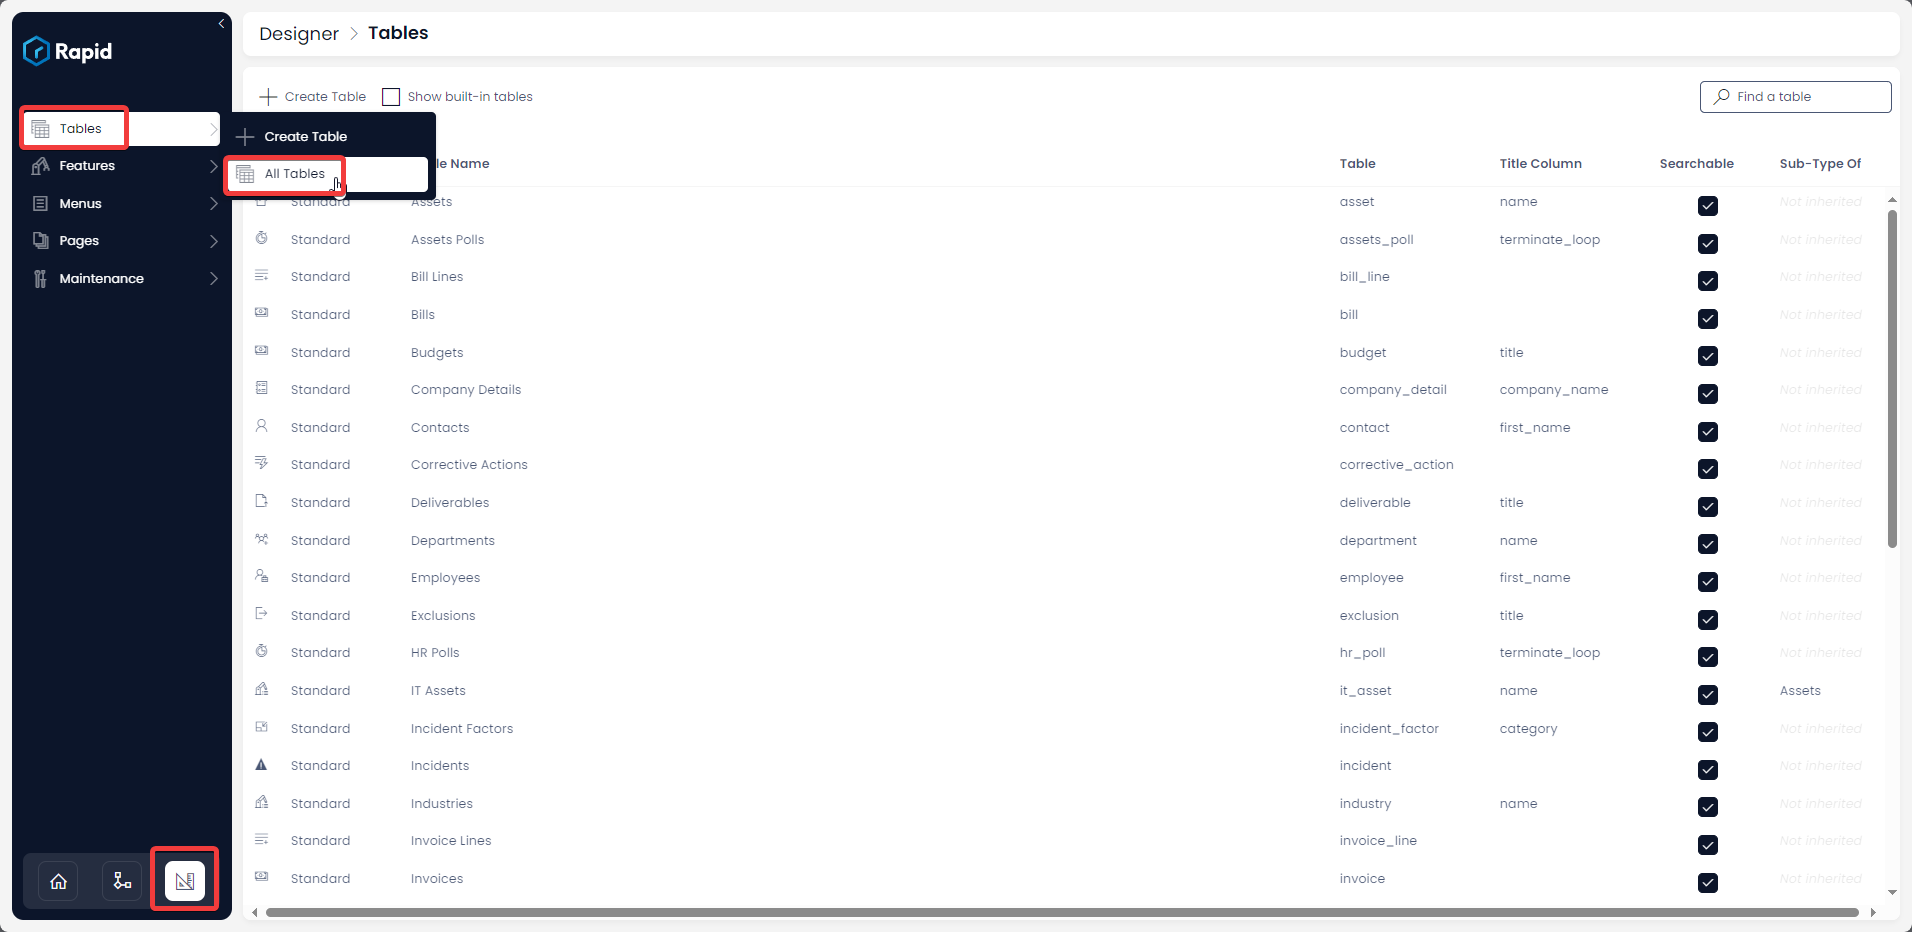 Rapid
Designer > Tables
Create Table Show built-in tables Find a table
Tables
Features
Menus
Pages
Maintenance
Create Table
All Tables
le Name Table Title Column Searchable Sub-Type Of
Standard Assets asset name Not inherited
Standard Assets Polls assets_poll terminate_loop Not inherited
Standard Bill Lines bill_line Not inherited
Standard Bills bill Not inherited
Standard Budgets budget title Not inherited
Standard Company Details company_detail company_name Not inherited
Standard Contacts contact first_name Not inherited
Standard Corrective Actions corrective_action Not inherited
Standard Deliverables deliverable title Not inherited
Standard Departments department name Not inherited
Standard Employees employee first_name Not inherited
Standard Exclusions exclusion title Not inherited
Standard HR Polls hr_poll terminate_loop Not inherited
Standard IT Assets it_asset name Assets
Standard Incident Factors incident_factor category Not inherited
Standard Incidents incident Not inherited
Standard Industries industry name Not inherited
Standard Invoice Lines invoice_line Not inherited
Standard Invoices invoice Not inherited